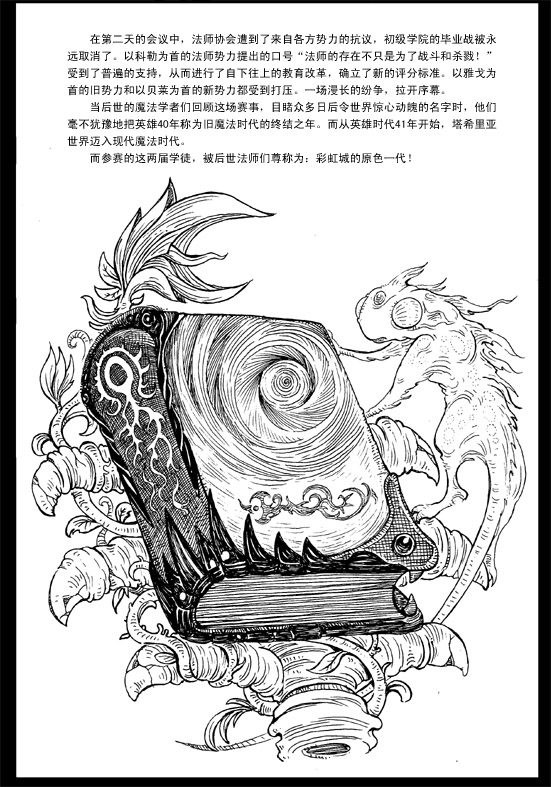 在第二天的会议中，法师协会遭到了来自各方势力的抗议，初级学院的毕业战被永
远取消了。以科勒为首的法师势力提出的口号“法师的存在不只是为了战斗和杀戮！”
受到了普遍的支持，从而进行了自下往上的教育改革，确立了新的评分标准。以雅戈为
首的旧势力和以贝莱为首的新势力都受到打压。一场漫长的纷争，拉开序幕。
当后世的魔法学者们回顾这场赛事，目睹众多日后令世界惊心动魄的名字时，他们
毫不犹豫地把英雄40年称为旧魔法时代的终结之年。而从英雄时代41年开始，塔希里亚
世界迈入现代魔法时代。
而参赛的这两届学徒，被后世法师们尊称为：彩虹城的原色一代！